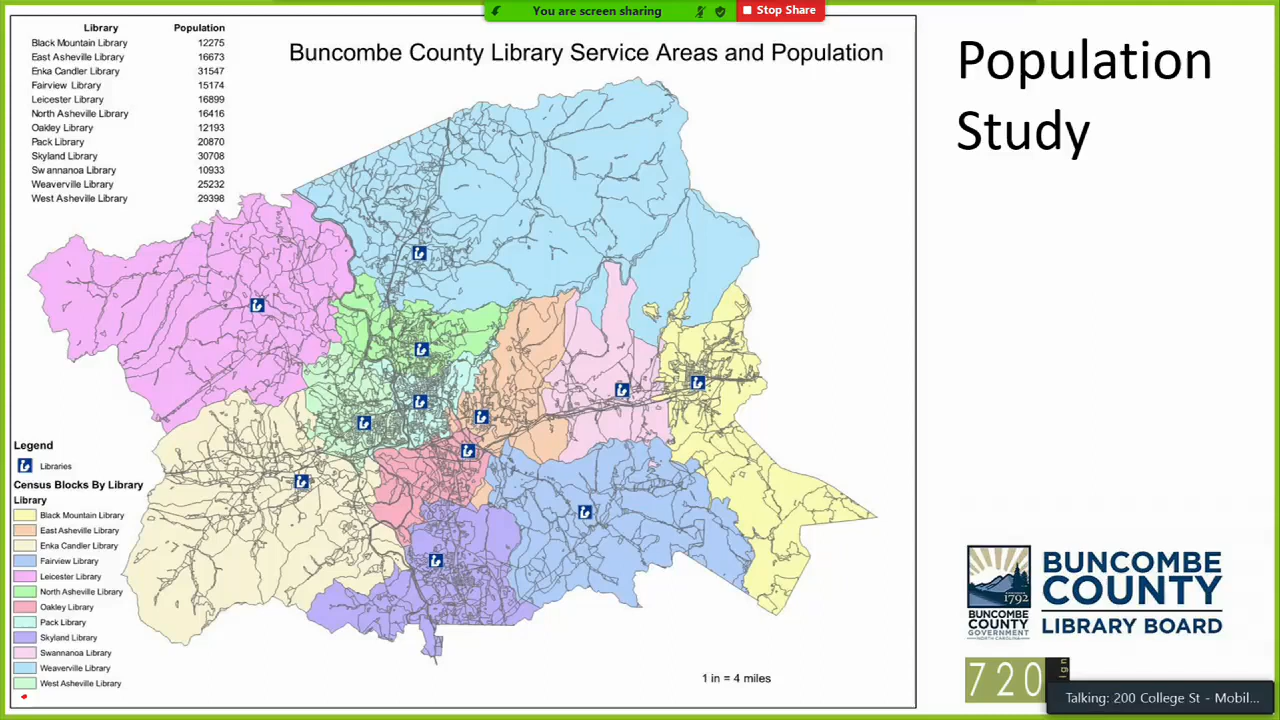 You are screen sharing
Stop Share
Library Population
Black Mountain Library 12275
East Asheville Library 16673
Enka Candler Library 31547
Fairview Library 15174
Leicester Library 16899
North Asheville Library 16416
Oakley Library 12193
Pack Library 20870
Skyland Library 30708
Swannanoa Library 10933
Weaverville Library 25232
West Asheville Library 29398
Buncombe County Library Service Areas and Population
Population
Study
Legend
Libraries
Census Blocks By Library
Library
Black Mountain Library
East Asheville Library
Enka Candler Library
Fairview Library
Leicester Library
North Asheville Library
Oakley Library
Pack Library
Skyland Library
Swannanoa Library
Weaverville Library
West Asheville Library
1 in = 4 miles
1792
BUNCOMBE
COUNTY
GOVERNMENT
NORTH CAROLINA
BUNCOMBE
COUNTY
LIBRARY BOARD
720
ign
Talking: 200 College St - Mobil...